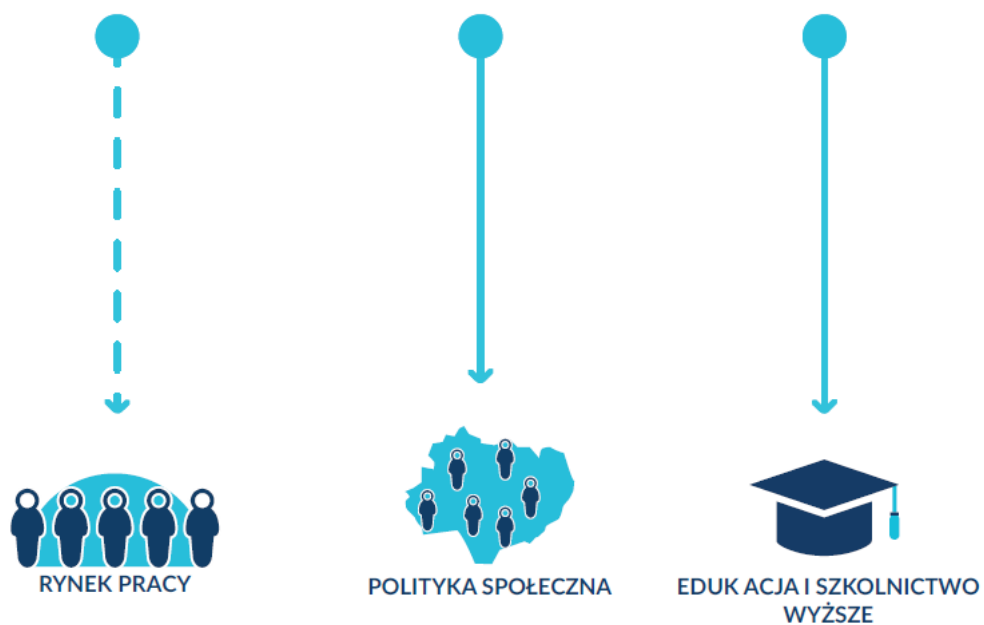 RYNEK PRACY
POLITYKA SPOŁECZNA
EDUK ACJA I SZKOLNICTWO
WYŻSZE